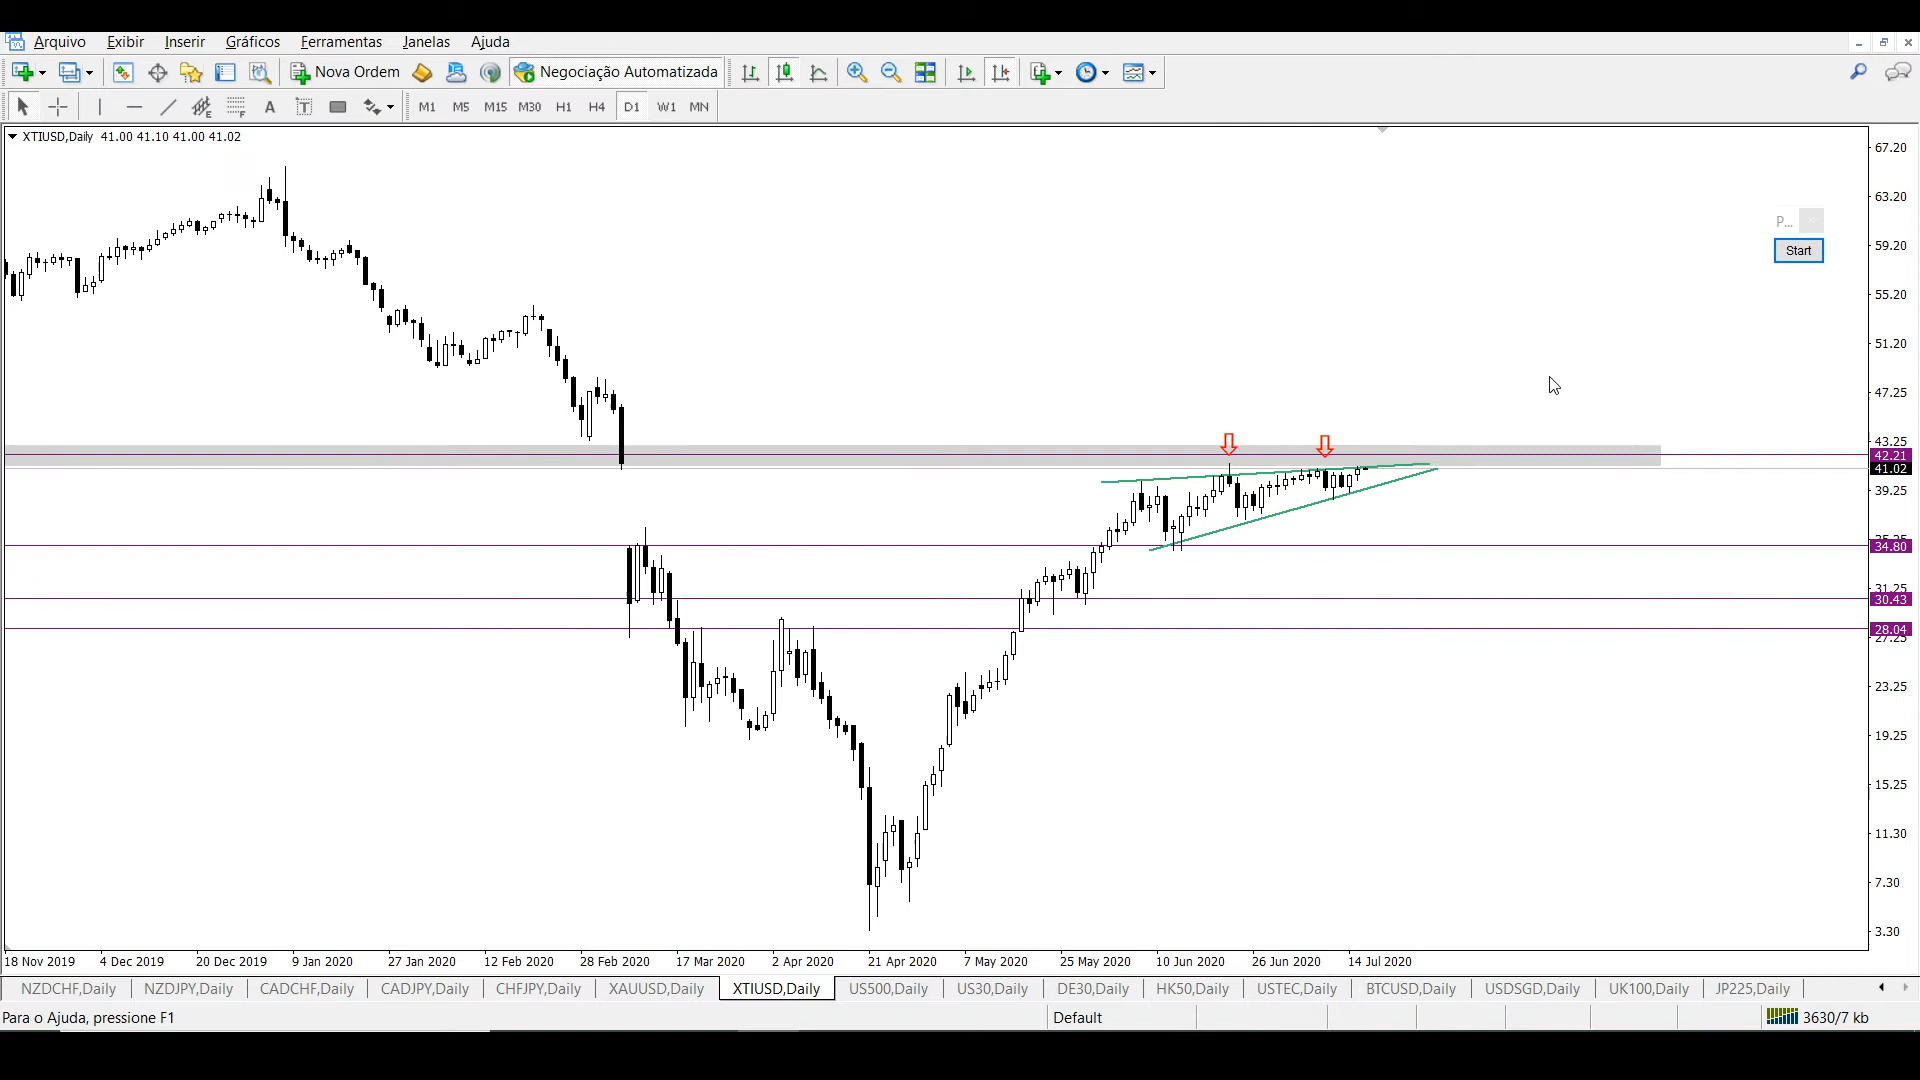 Arquivo Exibir Inserir Gráficos Ferramentas Janelas Ajuda
Nova Ordem Negociação Automatizada
A T E F M1 M5 M15 M30 H1 H4 D1 W1 MN
XTIUSD,Daily 41.00 41.10 41.00 41.02
67.20
63.20
P...
Start
59.20
55.20
51.20
47.25
43.25
42.21
41.02
39.25
34.80
31.25
30.43
28.04
27.25
23.25
19.25
15.25
11.30
7.30
3.30
18 Nov 2019 4 Dec 2019 20 Dec 2019 9 Jan 2020 27 Jan 2020 12 Feb 2020 28 Feb 2020 17 Mar 2020 2 Apr 2020 21 Apr 2020 7 May 2020 25 May 2020 10 Jun 2020 26 Jun 2020 14 Jul 2020
NZDCHF,Daily NZDJPY,Daily CADCHF,Daily CADJPY,Daily CHFJPY,Daily XAUUSD,Daily XTIUSD,Daily US500,Daily US30,Daily DE30,Daily HK50,Daily USTEC,Daily BTCUSD,Daily USDSGD,Daily UK100,Daily JP225,Daily
Para o Ajuda, pressione F1 Default 3630/7 kb